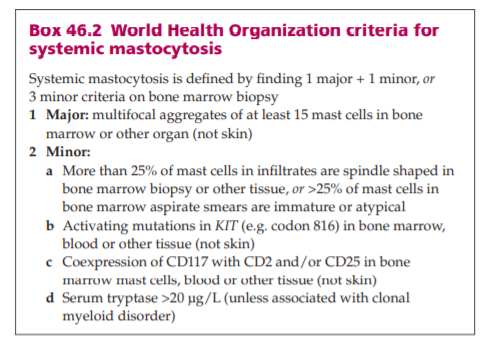 Box 46.2 World Health Organization criteria for
systemic mastocytosis
Systemic mastocytosis is defined by finding 1 major + 1 minor, or
3 minor criteria on bone marrow biopsy
1 Major: multifocal aggregates of at least 15 mast cells in bone
marrow or other organ (not skin)
2 Minor:
a More than 25% of mast cells in infiltrates are spindle shaped in
bone marrow biopsy or other tissue, or >25% of mast cells in
bone marrow aspirate smears are immature or atypical
b Activating mutations in KIT (e.g. codon 816) in bone marrow,
blood or other tissue (not skin)
c Coexpression of CD117 with CD2 and/or CD25 in bone
marrow mast cells, blood or other tissue (not skin)
d Serum tryptase >20 µg/L (unless associated with clonal
myeloid disorder)